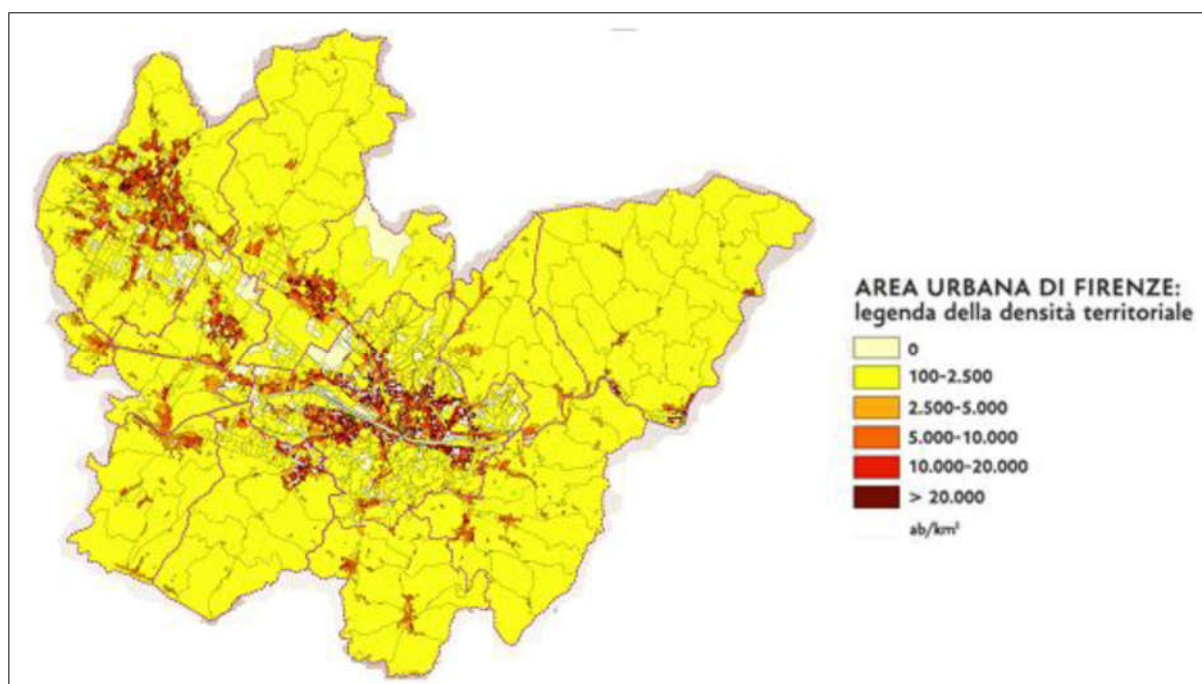 AREA URBANA DI FIRENZE:
legenda della densità territoriale
0
100-2.500
2.500-5.000
5.000-10.000
10.000-20.000
> 20.000
ab/km²